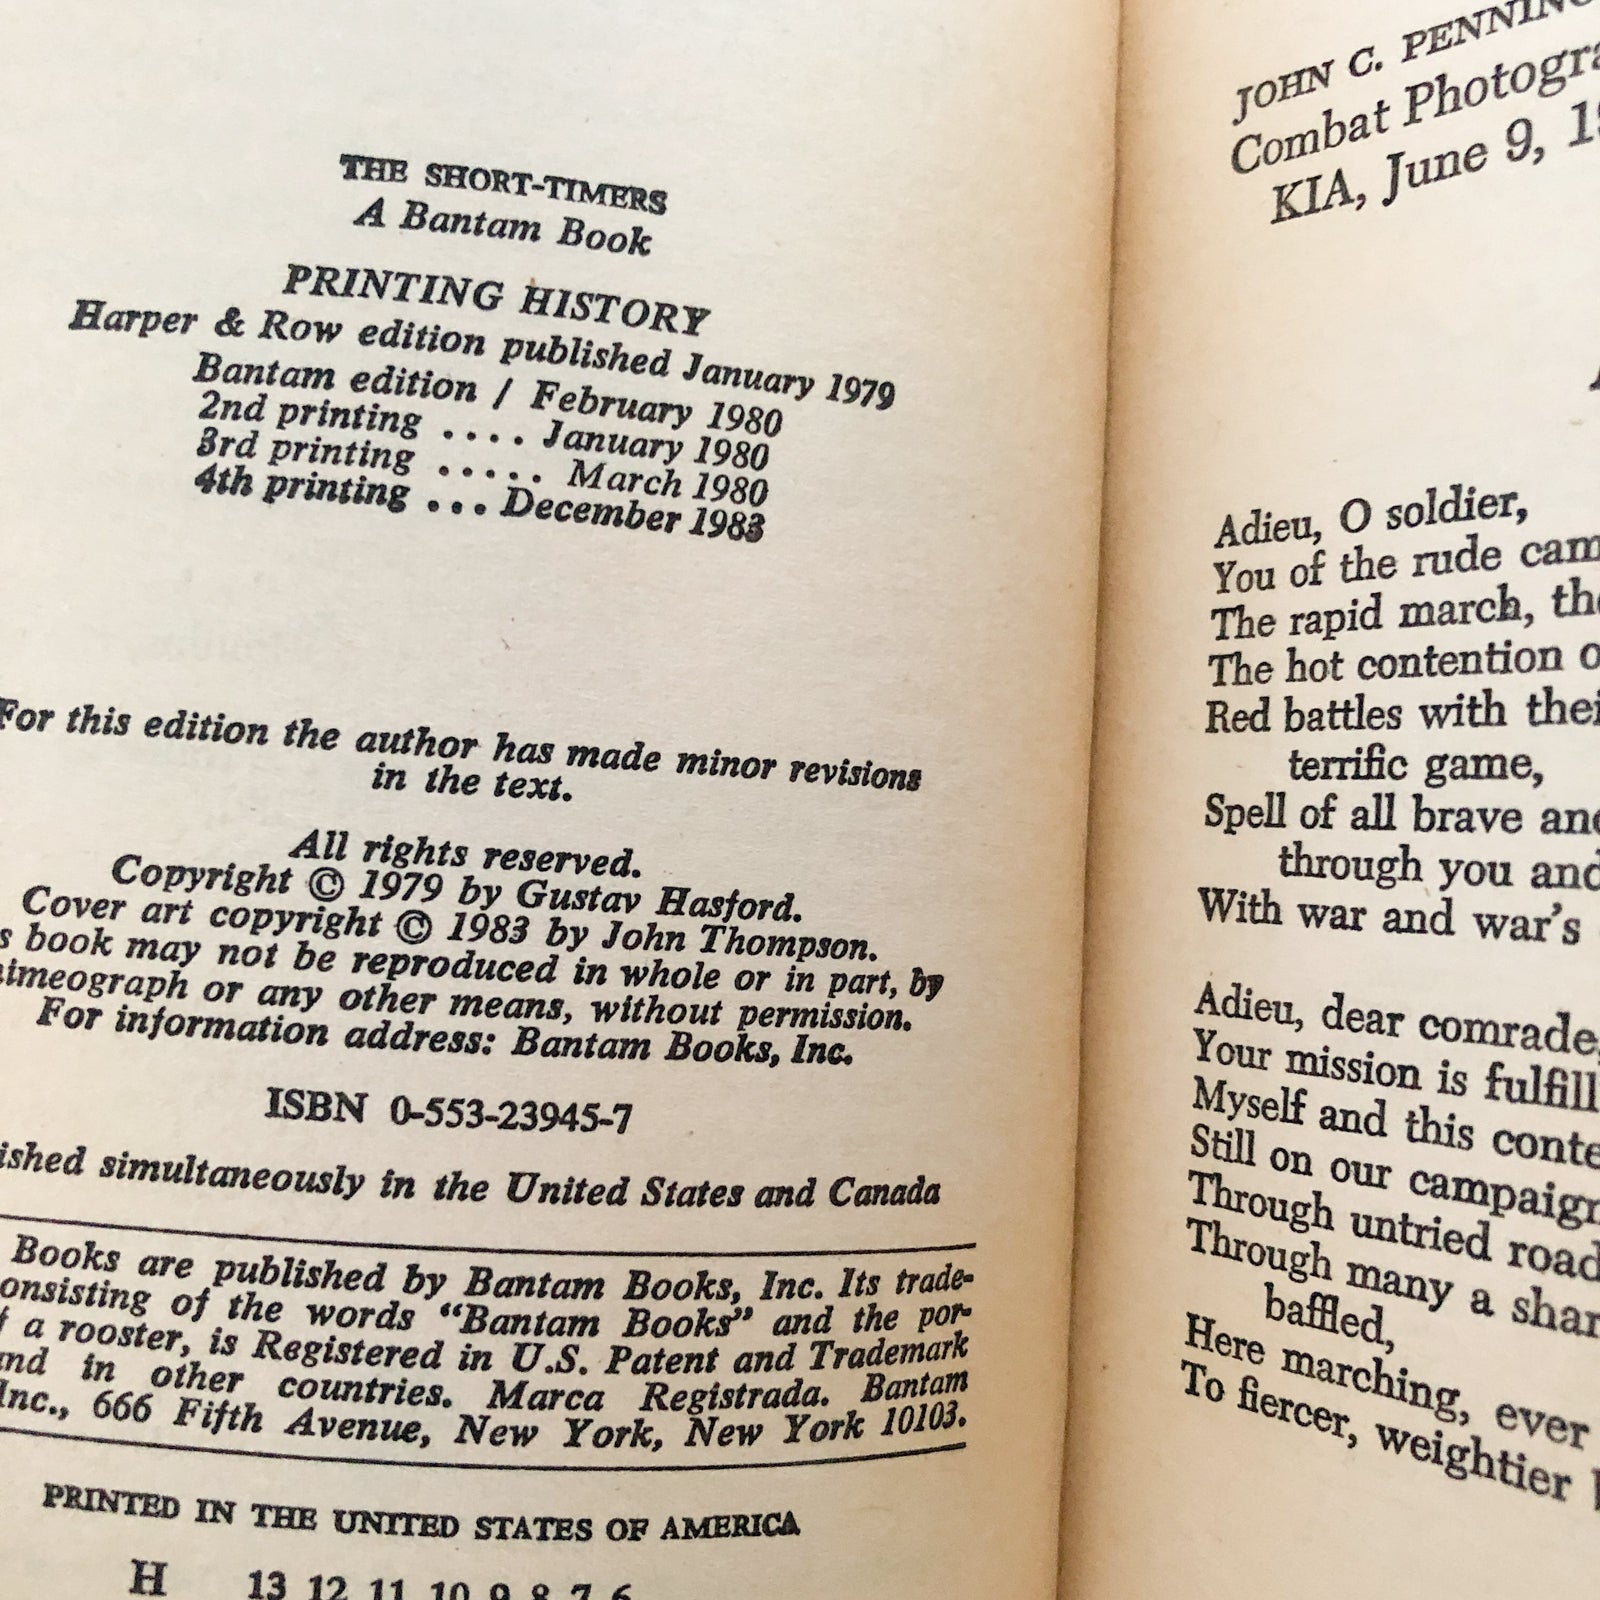 THE SHORT-TIMERS
A Bantam Book
PRINTING HISTORY
Harper & Row edition published January 1979
Bantam edition / February 1980
2nd printing .... January 1980
3rd printing ..... March 1980
4th printing ... December 1983
For this edition the author has made minor revisions
in the text.
All rights reserved.
Copyright © 1979 by Gustav Hasford.
Cover art copyright © 1983 by John Thompson.
book may not be reproduced in whole or in part, by
or any other means, without permission.
For information address: Bantam Books, Inc.
ISBN 0-553-23945-7
simultaneously in the United States and Canada
Books are published by Bantam Books, Inc. Its trade-
of the words "Bantam Books" and the por-
a rooster, is Registered in U.S. Patent and Trademark
in other countries. Marca Registrada. Bantam
Inc., 666 Fifth Avenue, New York, New York 10103.
PRINTED IN THE UNITED STATES OF AMERICA
H 13 12 11 10 9 8 7 6
JOHN C.
Combat
KIA, June 9,
Adieu, O soldier,
You of the rude
The rapid march,
The hot contention
Red battles with
terrific game,
Spell of all brave
through you and
With war and war's
Adieu, dear comrade,
Your mission is
Myself and this
Still on our
Through untried
Through many a
baffled,
Here marching, ever
To fiercer, weightier